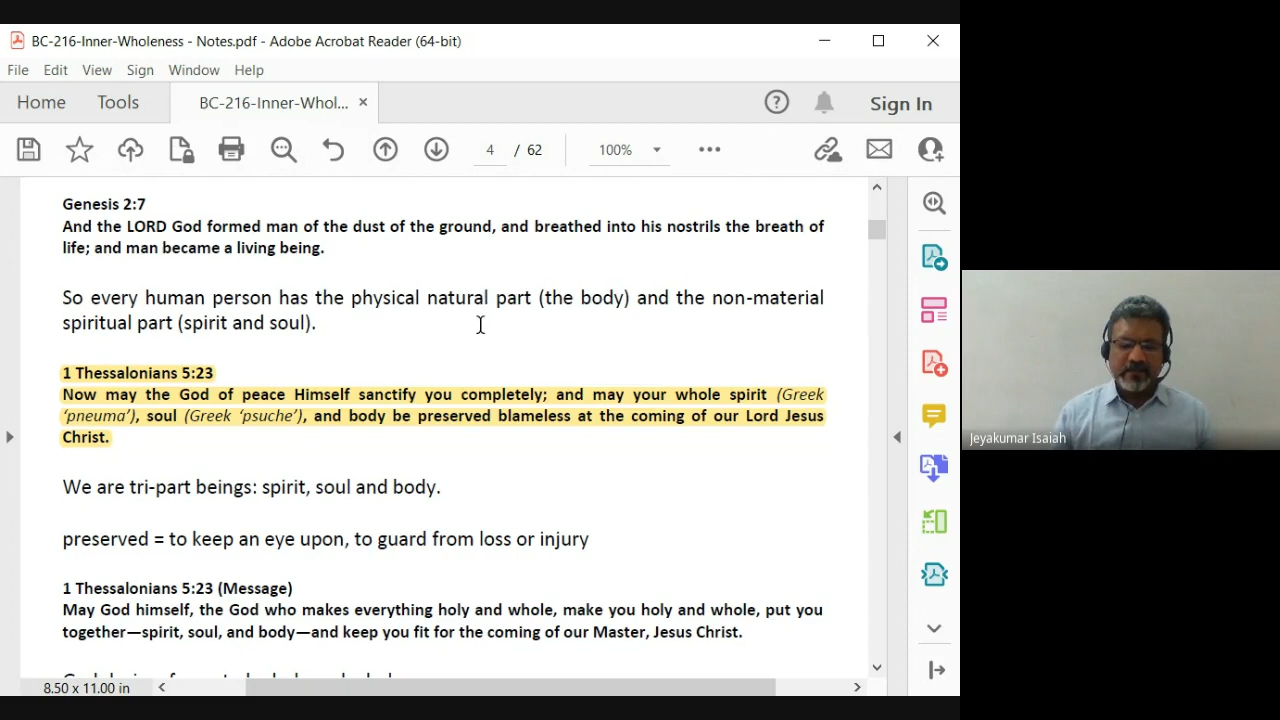 BC-216-Inner-Wholeness - Notes.pdf - Adobe Acrobat Reader (64-bit)
File Edit View Sign Window Help
Home Tools BC-216-Inner-Whol... × Sign In
4 / 62 100%
Genesis 2:7
And the LORD God formed man of the dust of the ground, and breathed into his nostrils the breath of
life; and man became a living being.
So every human person has the physical natural part (the body) and the non-material
spiritual part (spirit and soul).
1 Thessalonians 5:23
Now may the God of peace Himself sanctify you completely; and may your whole spirit (Greek
‘pneuma’), soul (Greek ‘psuche’), and body be preserved blameless at the coming of our Lord Jesus
Christ.
We are tri-part beings: spirit, soul and body.
preserved = to keep an eye upon, to guard from loss or injury
1 Thessalonians 5:23 (Message)
May God himself, the God who makes everything holy and whole, make you holy and whole, put you
together—spirit, soul, and body—and keep you fit for the coming of our Master, Jesus Christ.
8.50 x 11.00 in
Jeyakumar Isaiah